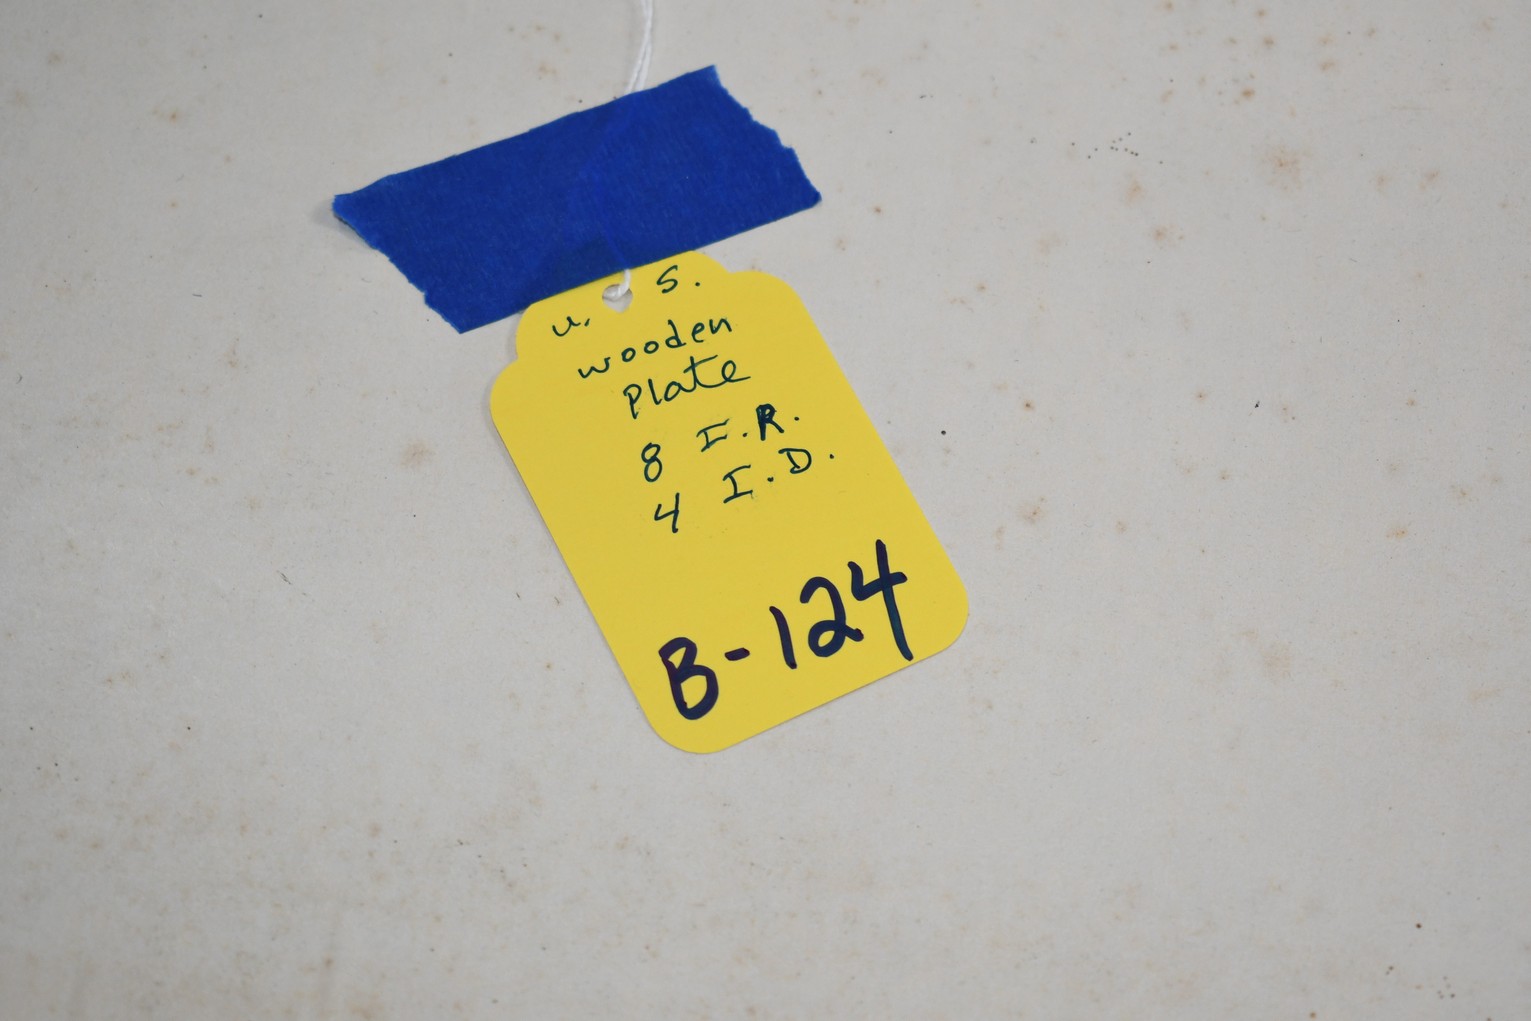 U. S.
wooden
Plate
8 I.R.
4 I.D.
B-124